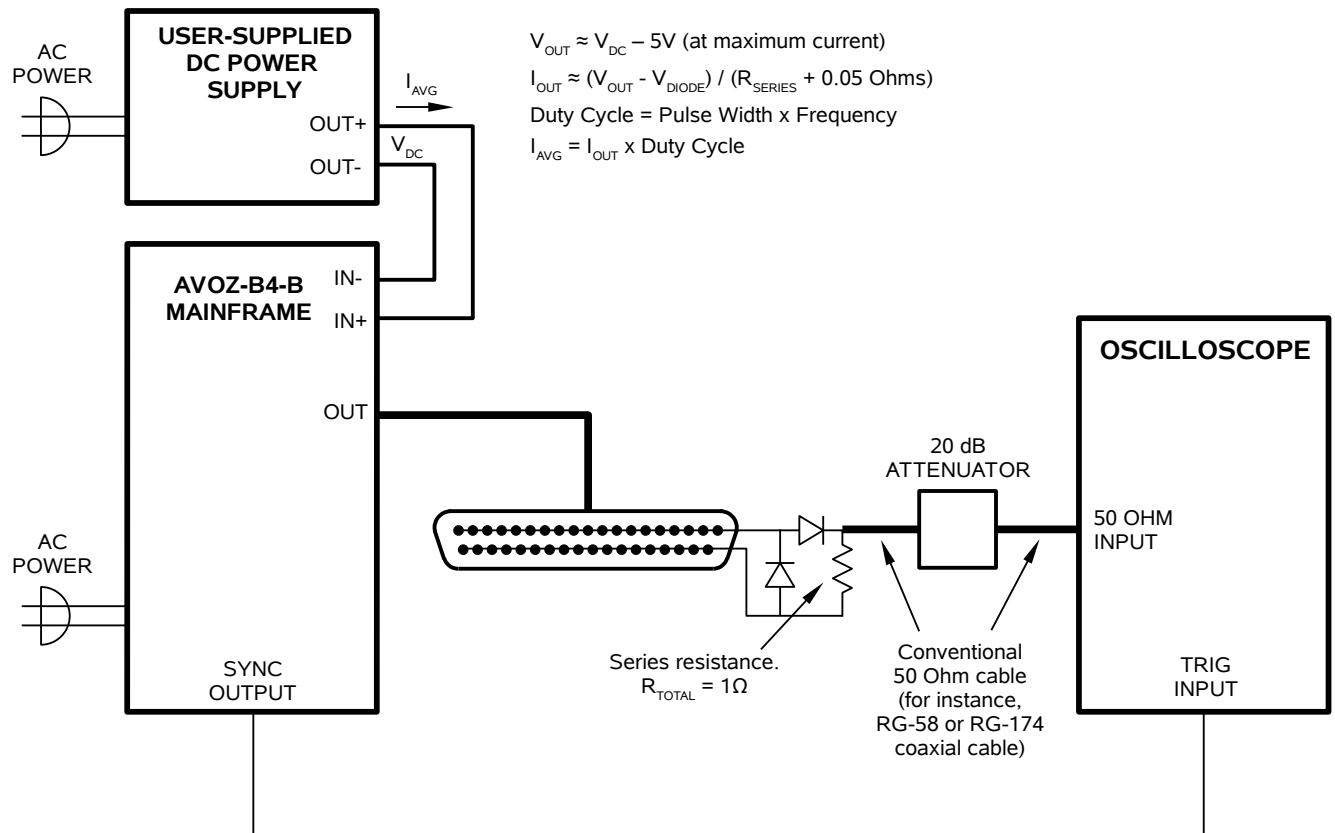 AC
POWER
USER-SUPPLIED
DC POWER
SUPPLY
OUT+
OUT-
I_AVG
V_DC
V_OUT ≈ V_DC – 5V (at maximum current)
I_OUT ≈ (V_OUT - V_DIODE) / (R_SERIES + 0.05 Ohms)
Duty Cycle = Pulse Width x Frequency
I_AVG = I_OUT x Duty Cycle
AVOZ-B4-B
MAINFRAME
IN-
IN+
OUT
AC
POWER
SYNC
OUTPUT
Series resistance.
R_TOTAL = 1Ω
20 dB
ATTENUATOR
Conventional
50 Ohm cable
(for instance,
RG-58 or RG-174
coaxial cable)
OSCILLOSCOPE
50 OHM
INPUT
TRIG
INPUT